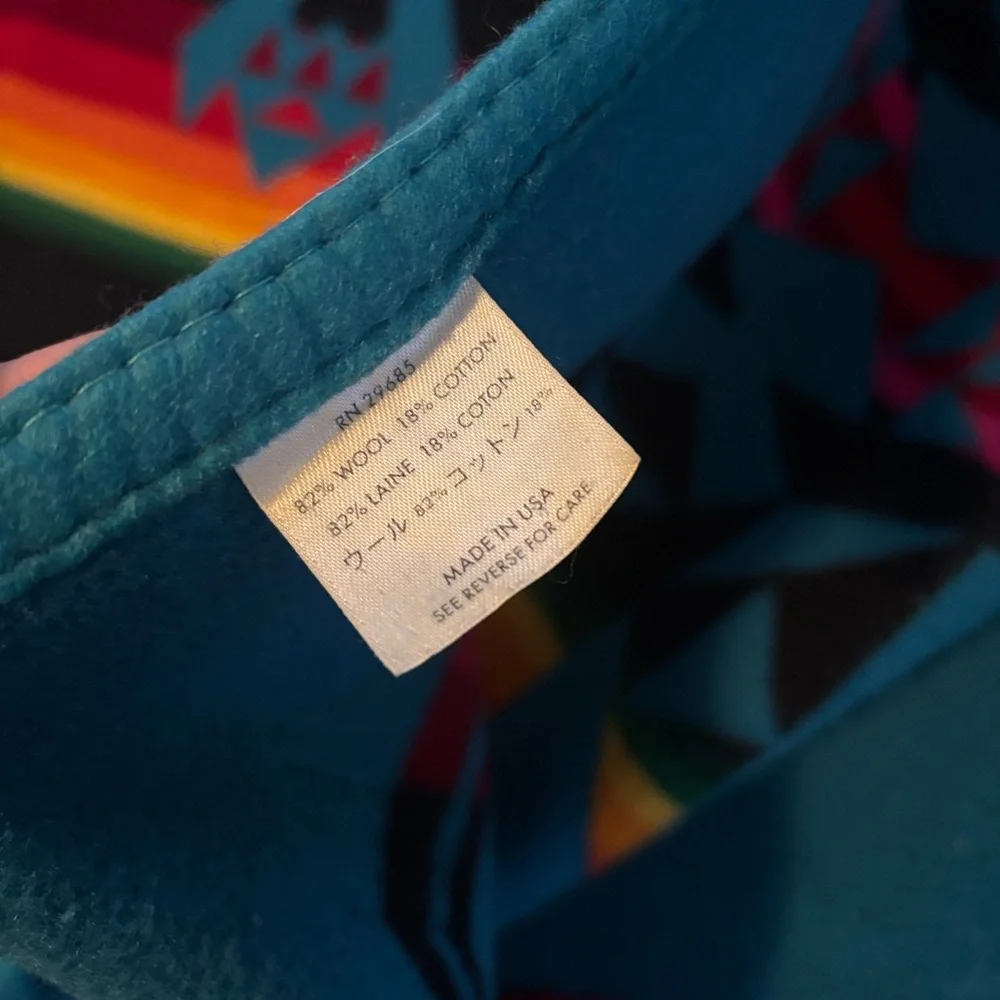 RN 29685
82% WOOL 18% COTTON
82% LAINE 18% COTON
ウール 82% コットン 18%
MADE IN USA
SEE REVERSE FOR CARE